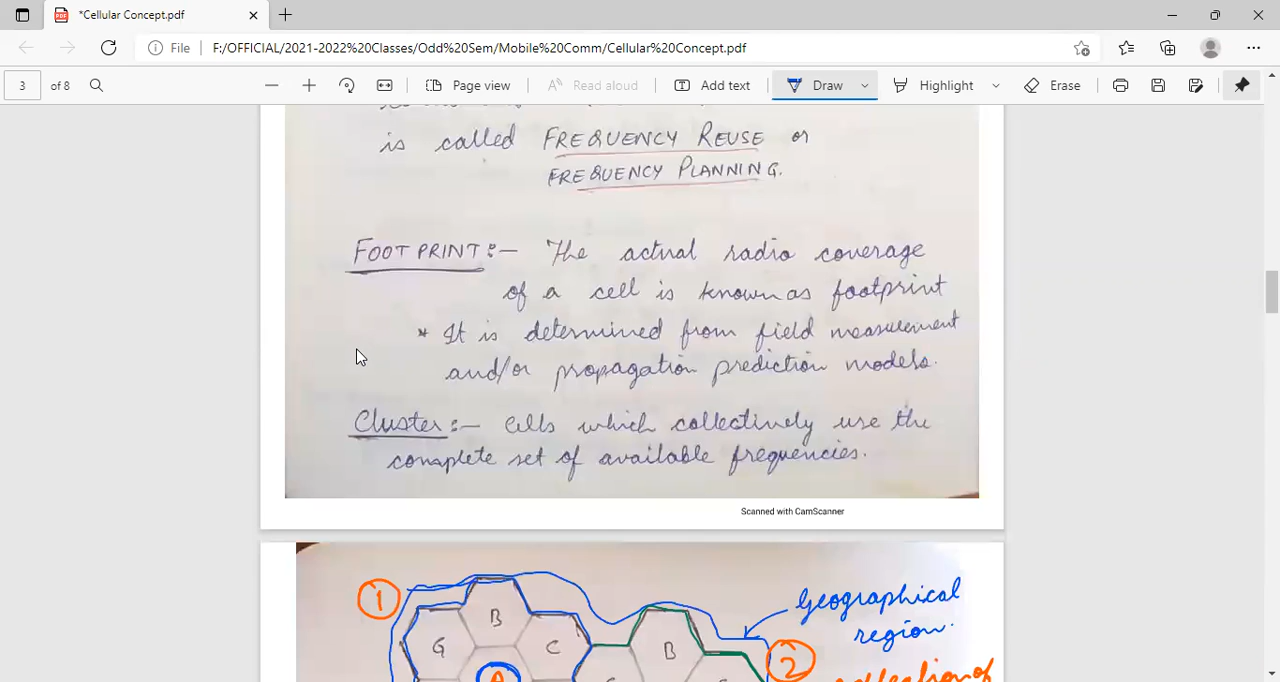 *Cellular Concept.pdf
File
F:/OFFICIAL/2021-2022%20Classes/Odd%20Sem/Mobile%20Comm/Cellular%20Concept.pdf
3 of 8
Page view
Read aloud
Add text
Draw
Highlight
Erase
is called FREQUENCY REUSE or
FREQUENCY PLANNING.
FOOTPRINT:- The actual radio coverage
of a cell is known as footprint
* It is determined from field measurement
and/or propagation prediction models.
Cluster:- Cells which collectively use the
complete set of available frequencies.
Scanned with CamScanner
1
Geographical
region.
B
G
C
B
2
A